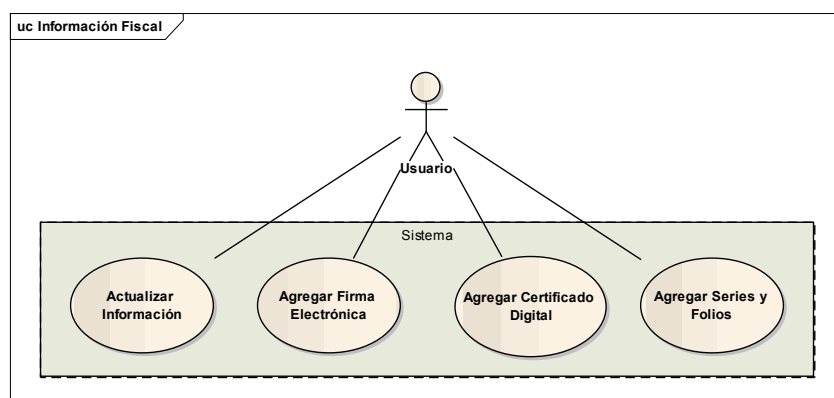 uc Información Fiscal
Usuario
Sistema
Actualizar
Información
Agregar Firma
Electrónica
Agregar Certificado
Digital
Agregar Series y
Folios